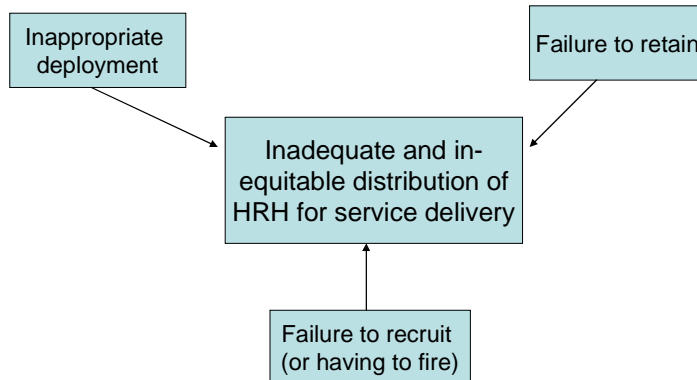 Inappropriate
deployment
Failure to retain
Inadequate and in-
equitable distribution of
HRH for service delivery
Failure to recruit
(or having to fire)